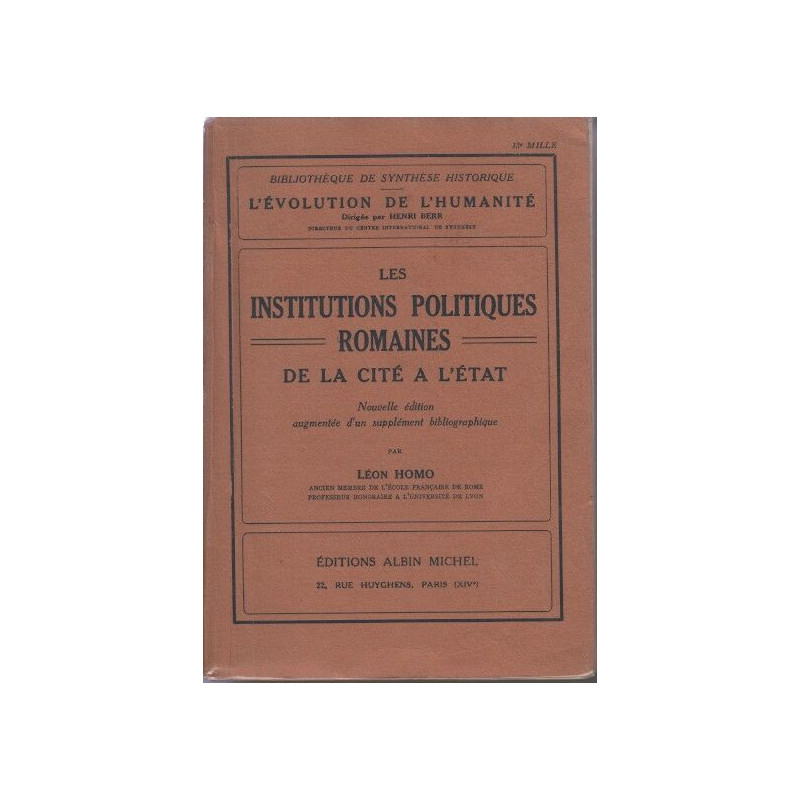 13e MILLE
BIBLIOTHÈQUE DE SYNTHÈSE HISTORIQUE
L'ÉVOLUTION DE L'HUMANITÉ
Dirigée par HENRI BERR
DIRECTEUR DU CENTRE INTERNATIONAL DE SYNTHÈSE
LES
INSTITUTIONS POLITIQUES
ROMAINES
DE LA CITÉ A L'ÉTAT
Nouvelle édition
augmentée d'un supplément bibliographique
PAR
LÉON HOMO
ANCIEN MEMBRE DE L'ÉCOLE FRANÇAISE DE ROME
PROFESSEUR HONORAIRE A L'UNIVERSITÉ DE LYON
ÉDITIONS ALBIN MICHEL
22, RUE HUYGHENS, PARIS (XIVe)